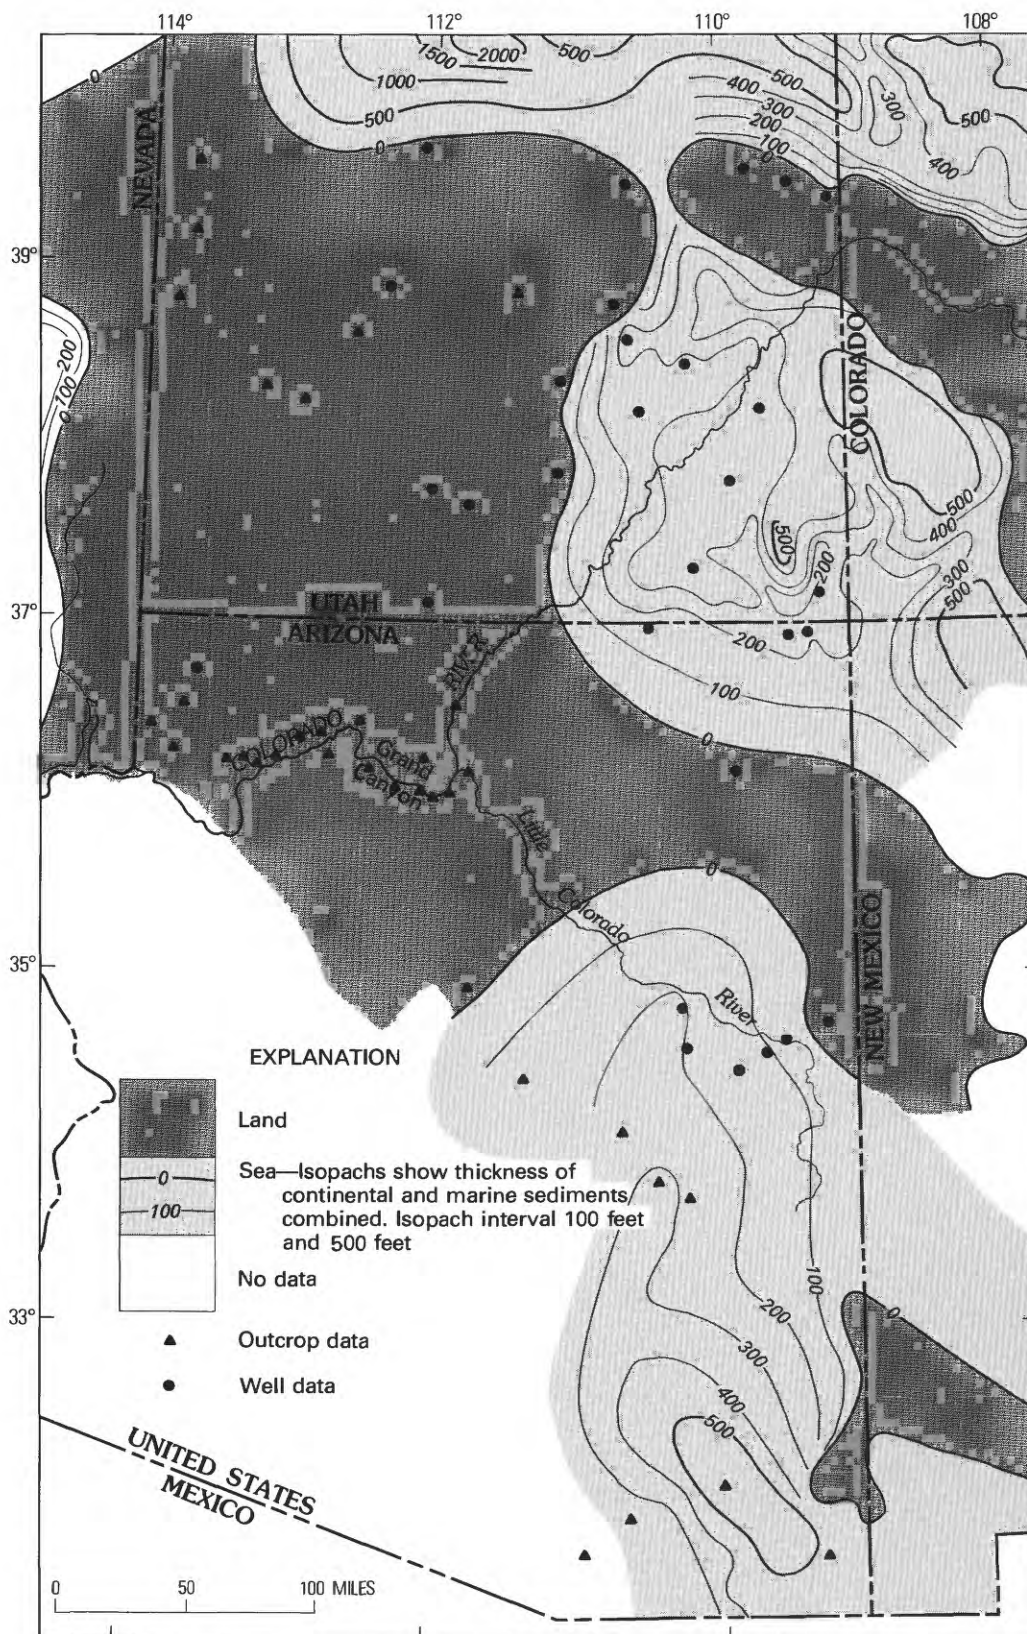 114°
112°
110°
108°
0
1500
2000
500
1000
500
0
500
400
300
200
100
0
300
500
400
NEVADA
39°
200
100
0
COLORADO
500
400
300
500
500
200
37°
UTAH
ARIZONA
200
100
0
RIVER
COLORADO
Grand
Canyon
Little
Colorado
River
0
35°
NEW MEXICO
EXPLANATION
Land
0
100
Sea—Isopachs show thickness of
continental and marine sediments
combined. Isopach interval 100 feet
and 500 feet
No data
Outcrop data
Well data
33°
100
200
300
400
500
0
UNITED STATES
MEXICO
0 50 100 MILES